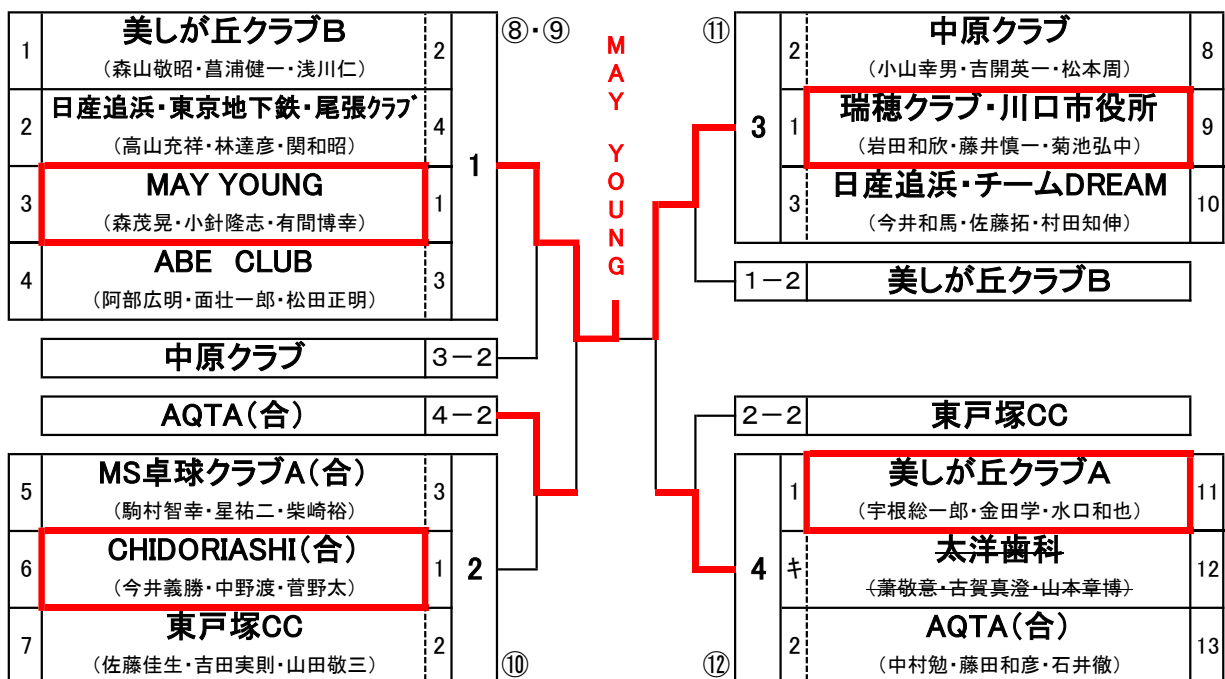 ⑧・⑨
1 美しが丘クラブB 2
(森山敬昭・菖浦健一・浅川仁)
2 日産追浜・東京地下鉄・尾張クラブ 4
(高山充祥・林達彦・関和昭)
1
3 MAY YOUNG 1
(森茂晃・小針隆志・有間博幸)
4 ABE CLUB 3
(阿部広明・面壮一郎・松田正明)
中原クラブ 3-2
AQTA(合) 4-2
5 MS卓球クラブA(合) 3
(駒村智幸・星祐二・柴崎裕)
6 CHIDORIASHI(合) 1
(今井義勝・中野渡・菅野太)
2
7 東戸塚CC 2
(佐藤佳生・吉田実則・山田敬三)
⑩
MAY YOUNG
⑪
2 中原クラブ 8
(小山幸男・吉開英一・松本周)
3
1 瑞穂クラブ・川口市役所 9
(岩田和欣・藤井慎一・菊池弘中)
3 日産追浜・チームDREAM 10
(今井和馬・佐藤拓・村田知伸)
1-2 美しが丘クラブB
2-2 東戸塚CC
1 美しが丘クラブA 11
(宇根総一郎・金田学・水口和也)
4
キ 太洋歯科 12
(蕭敬意・古賀真澄・山本章博)
2 AQTA(合) 13
(中村勉・藤田和彦・石井徹)
⑫